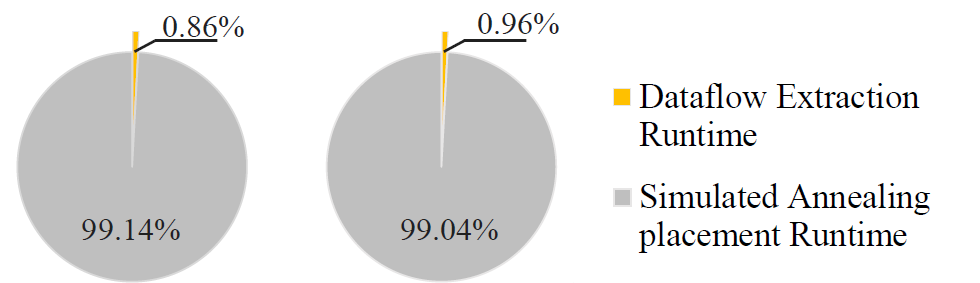 0.86%
99.14%
0.96%
99.04%
Dataflow Extraction
Runtime
Simulated Annealing
placement Runtime